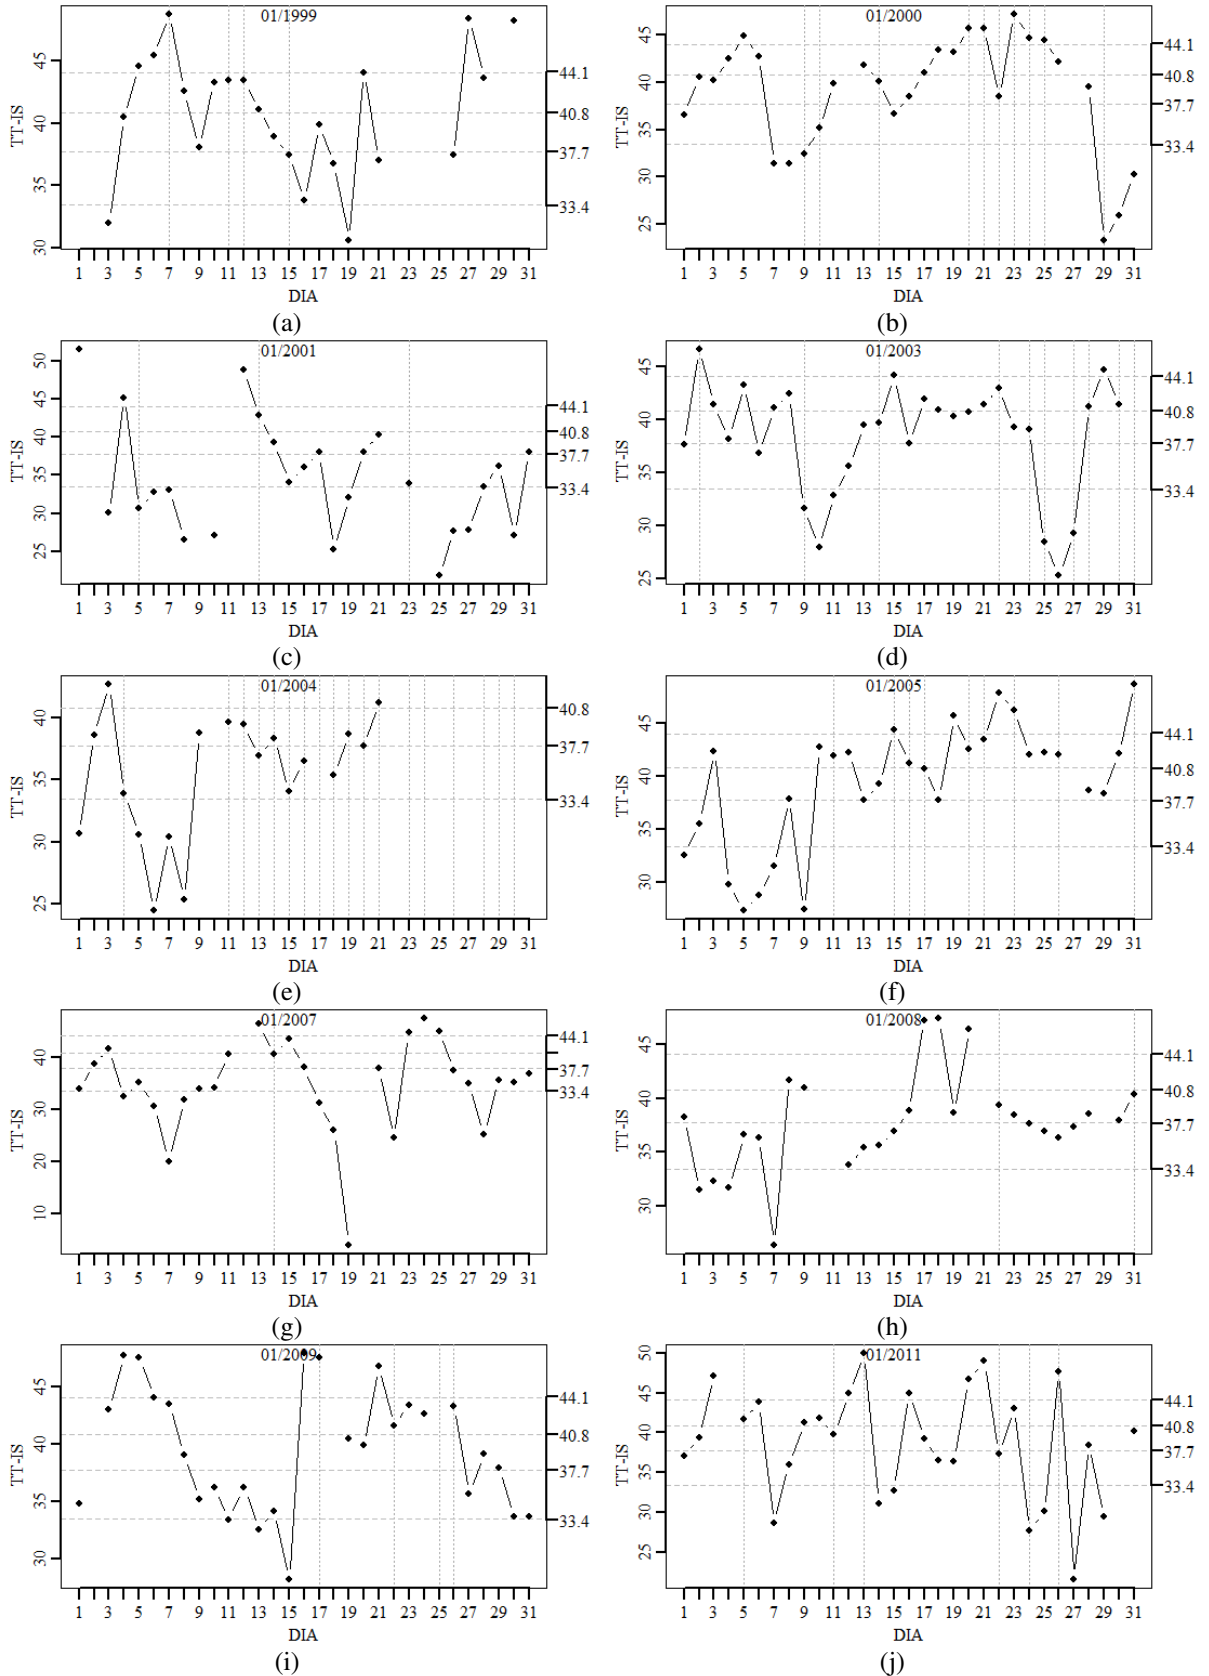 01/1999
TT-IS
30 35 40 45
44.1
40.8
37.7
33.4
1 3 5 7 9 11 13 15 17 19 21 23 25 27 29 31
DIA
(a)
01/2000
TT-IS
25 30 35 40 45
44.1
40.8
37.7
33.4
1 3 5 7 9 11 13 15 17 19 21 23 25 27 29 31
DIA
(b)
01/2001
TT-IS
25 30 35 40 45 50
44.1
40.8
37.7
33.4
1 3 5 7 9 11 13 15 17 19 21 23 25 27 29 31
DIA
(c)
01/2003
TT-IS
25 30 35 40 45
44.1
40.8
37.7
33.4
1 3 5 7 9 11 13 15 17 19 21 23 25 27 29 31
DIA
(d)
01/2004
TT-IS
25 30 35 40
40.8
37.7
33.4
1 3 5 7 9 11 13 15 17 19 21 23 25 27 29 31
DIA
(e)
01/2005
TT-IS
30 35 40 45
44.1
40.8
37.7
33.4
1 3 5 7 9 11 13 15 17 19 21 23 25 27 29 31
DIA
(f)
01/2007
TT-IS
10 20 30 40
44.1
37.7
33.4
1 3 5 7 9 11 13 15 17 19 21 23 25 27 29 31
DIA
(g)
01/2008
TT-IS
30 35 40 45
44.1
40.8
37.7
33.4
1 3 5 7 9 11 13 15 17 19 21 23 25 27 29 31
DIA
(h)
01/2009
TT-IS
30 35 40 45
44.1
40.8
37.7
33.4
1 3 5 7 9 11 13 15 17 19 21 23 25 27 29 31
DIA
(i)
01/2011
TT-IS
25 30 35 40 45 50
44.1
40.8
37.7
33.4
1 3 5 7 9 11 13 15 17 19 21 23 25 27 29 31
DIA
(j)